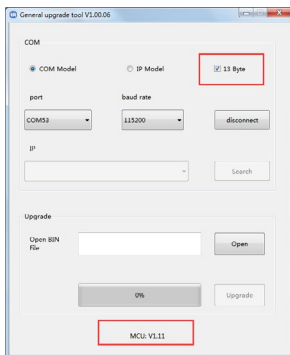 General upgrade tool V1.00.06
COM
COM Model
IP Model
13 Byte
port
baud rate
COM53
115200
disconnect
IP
Search
Upgrade
Open BIN
File
Open
0%
Upgrade
MCU: V1.11